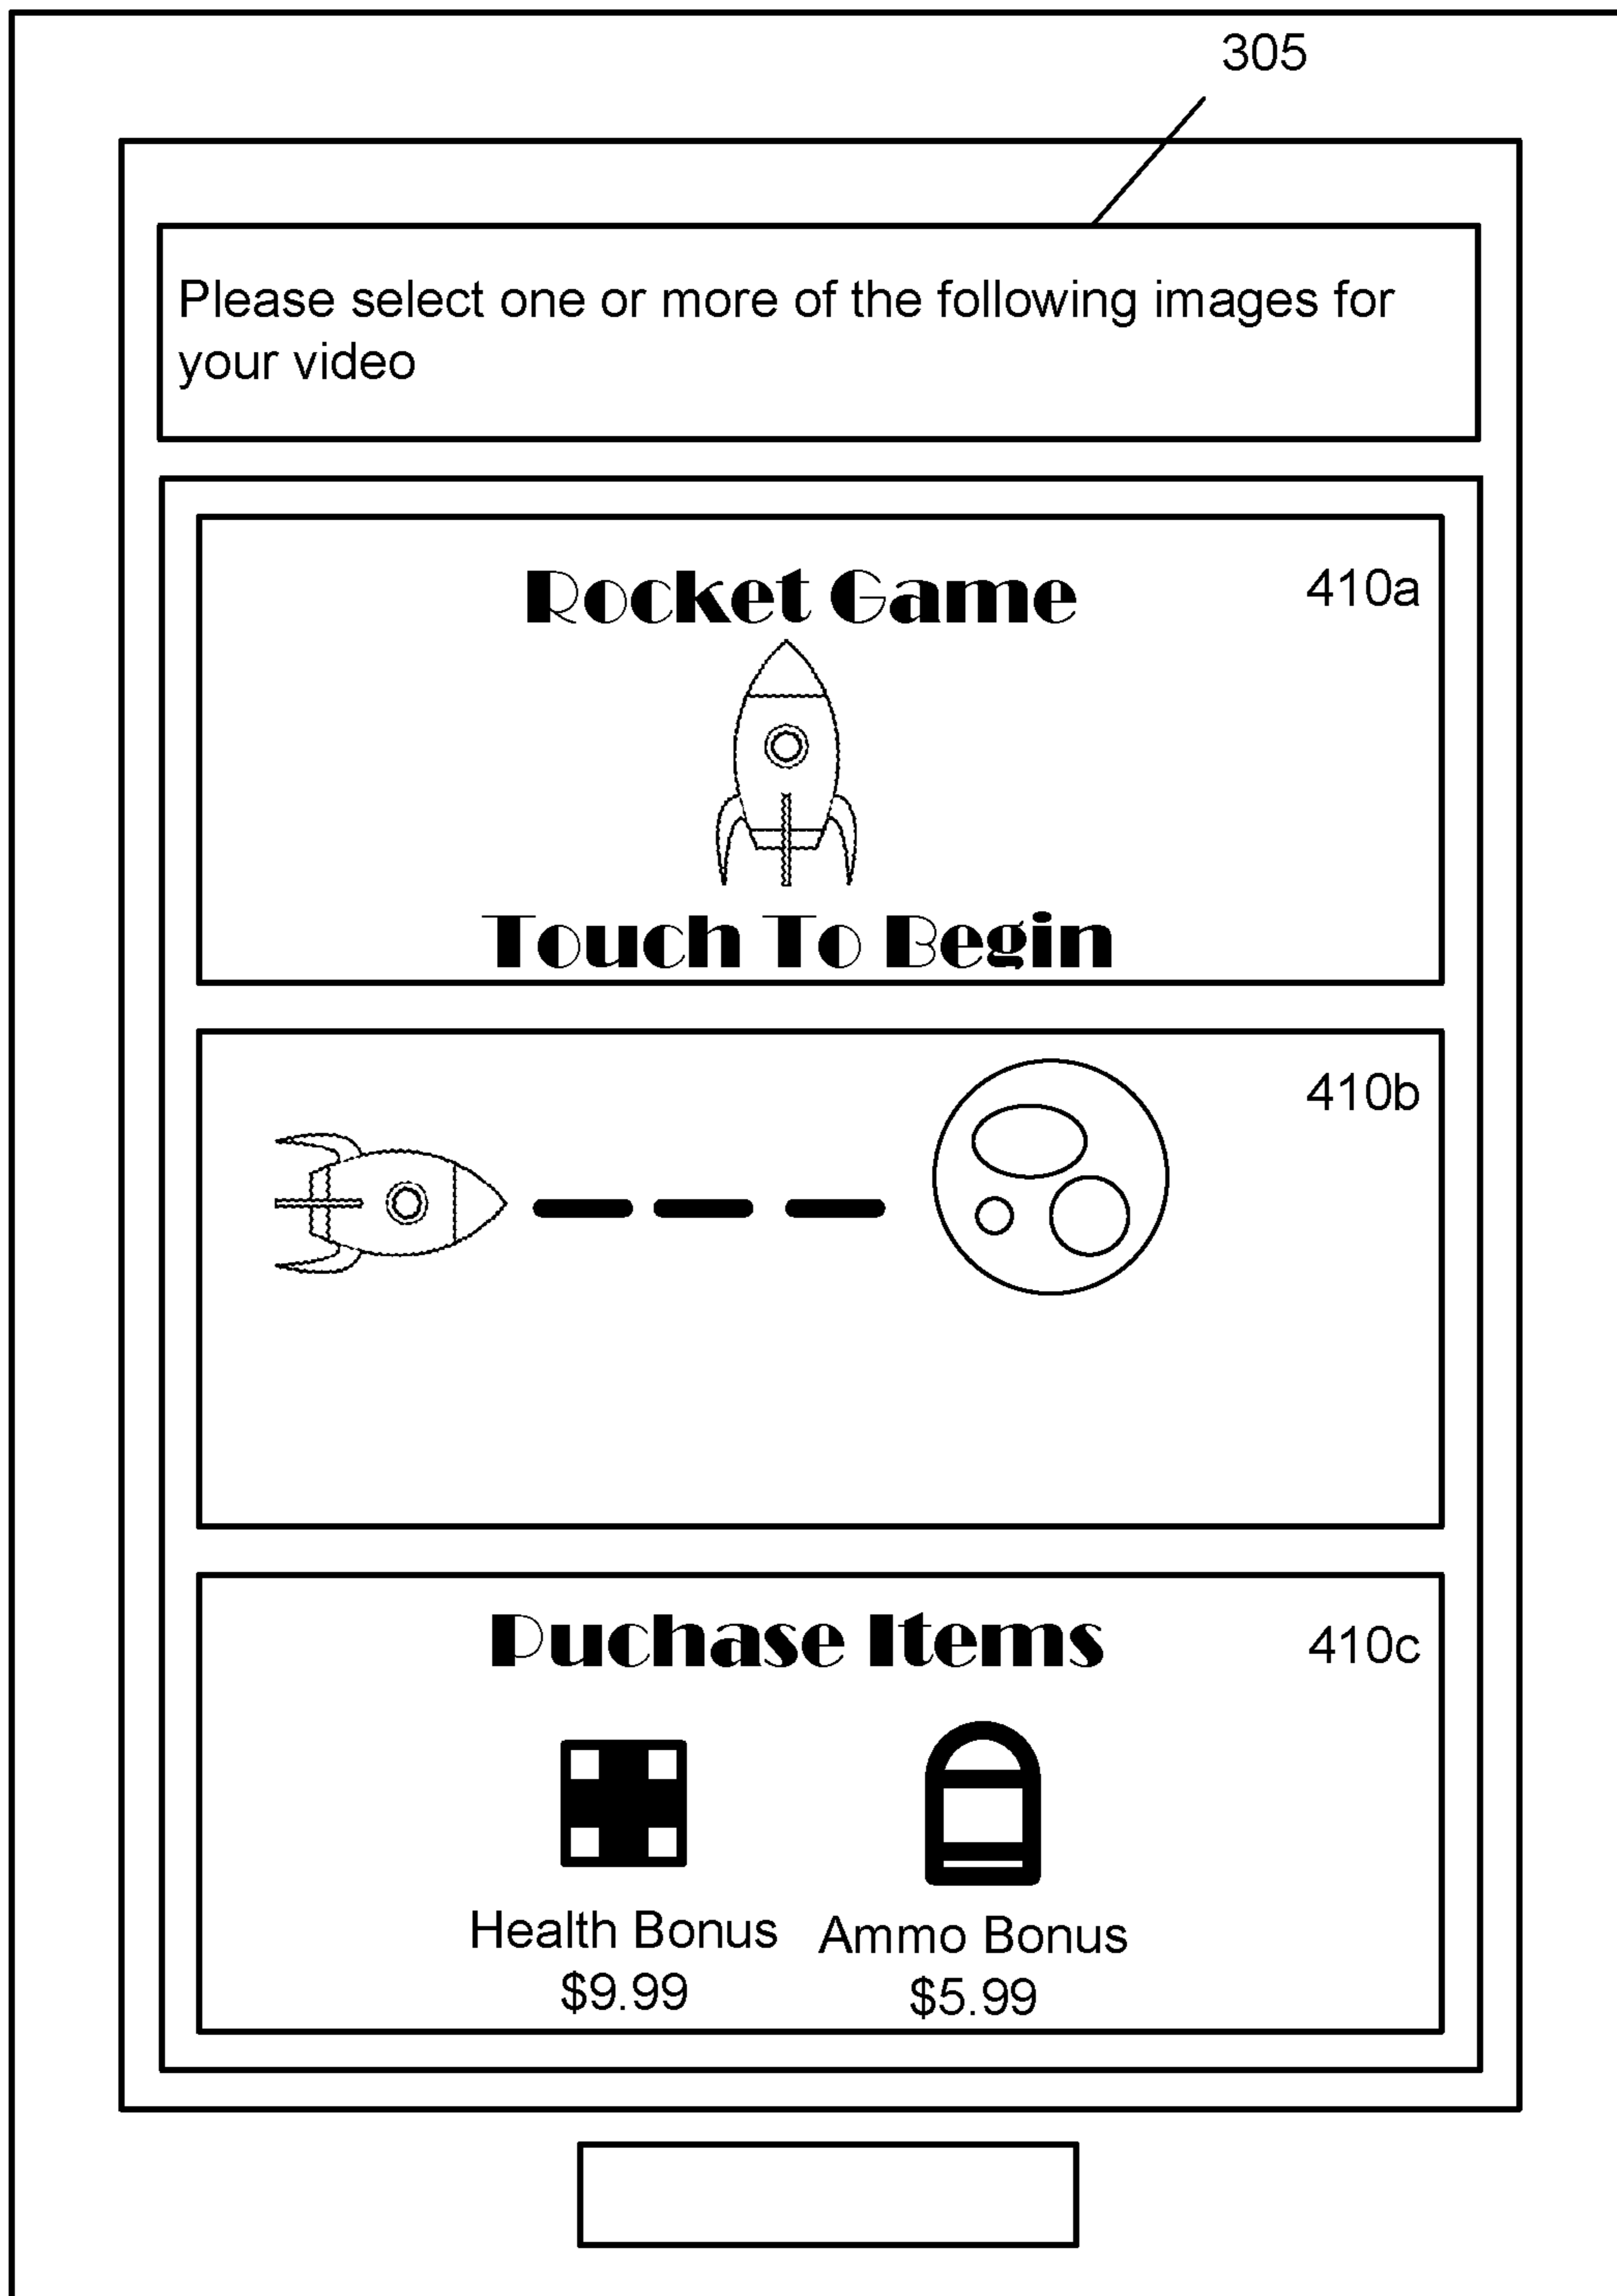 305
Please select one or more of the following images for
your video
Rocket Game
410a
Touch To Begin
410b
Puchase Items
410c
Health Bonus
Ammo Bonus
$9.99
$5.99